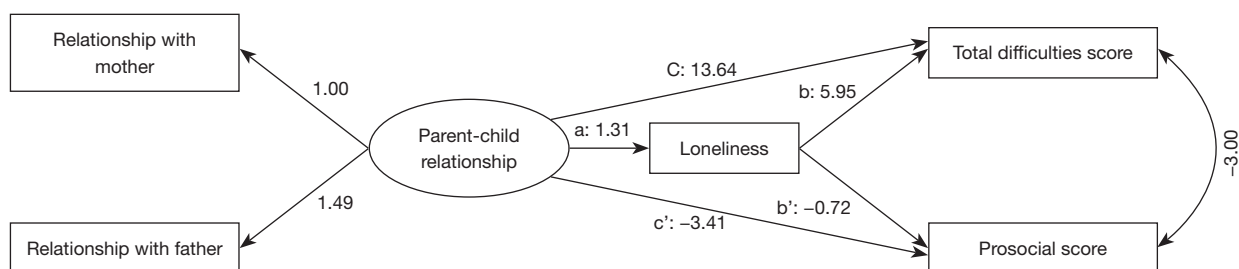 Relationship with
mother
1.00
1.49
Relationship with father
Parent-child
relationship
a: 1.31
Loneliness
C: 13.64
b: 5.95
b’: –0.72
c’: –3.41
Total difficulties score
Prosocial score
–3.00